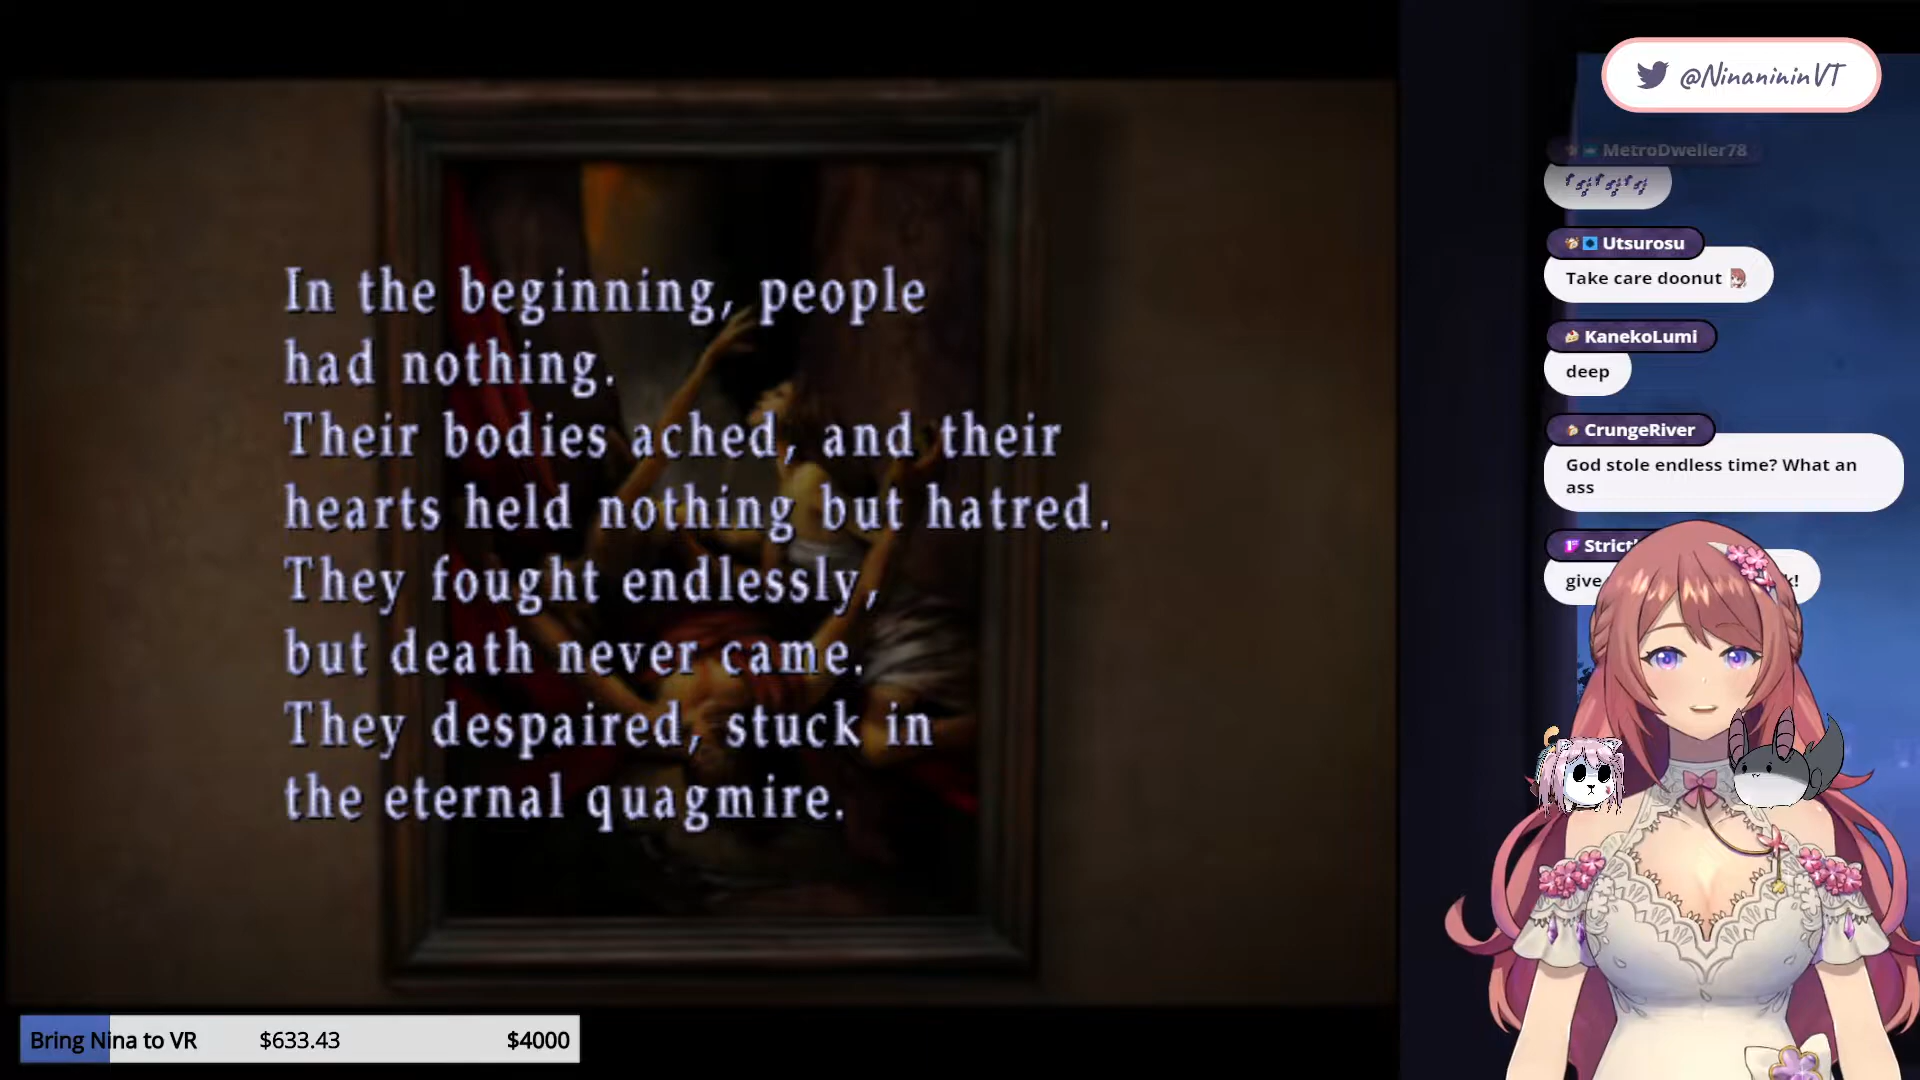 In the beginning, people
had nothing.
Their bodies ached, and their
hearts held nothing but hatred.
They fought endlessly,
but death never came.
They despaired, stuck in
the eternal quagmire.
@NinanininVT
MetroDweller78
Utsurosu
Take care doonut
KanekoLumi
deep
CrungeRiver
God stole endless time? What an
ass
give
Bring Nina to VR $633.43 $4000